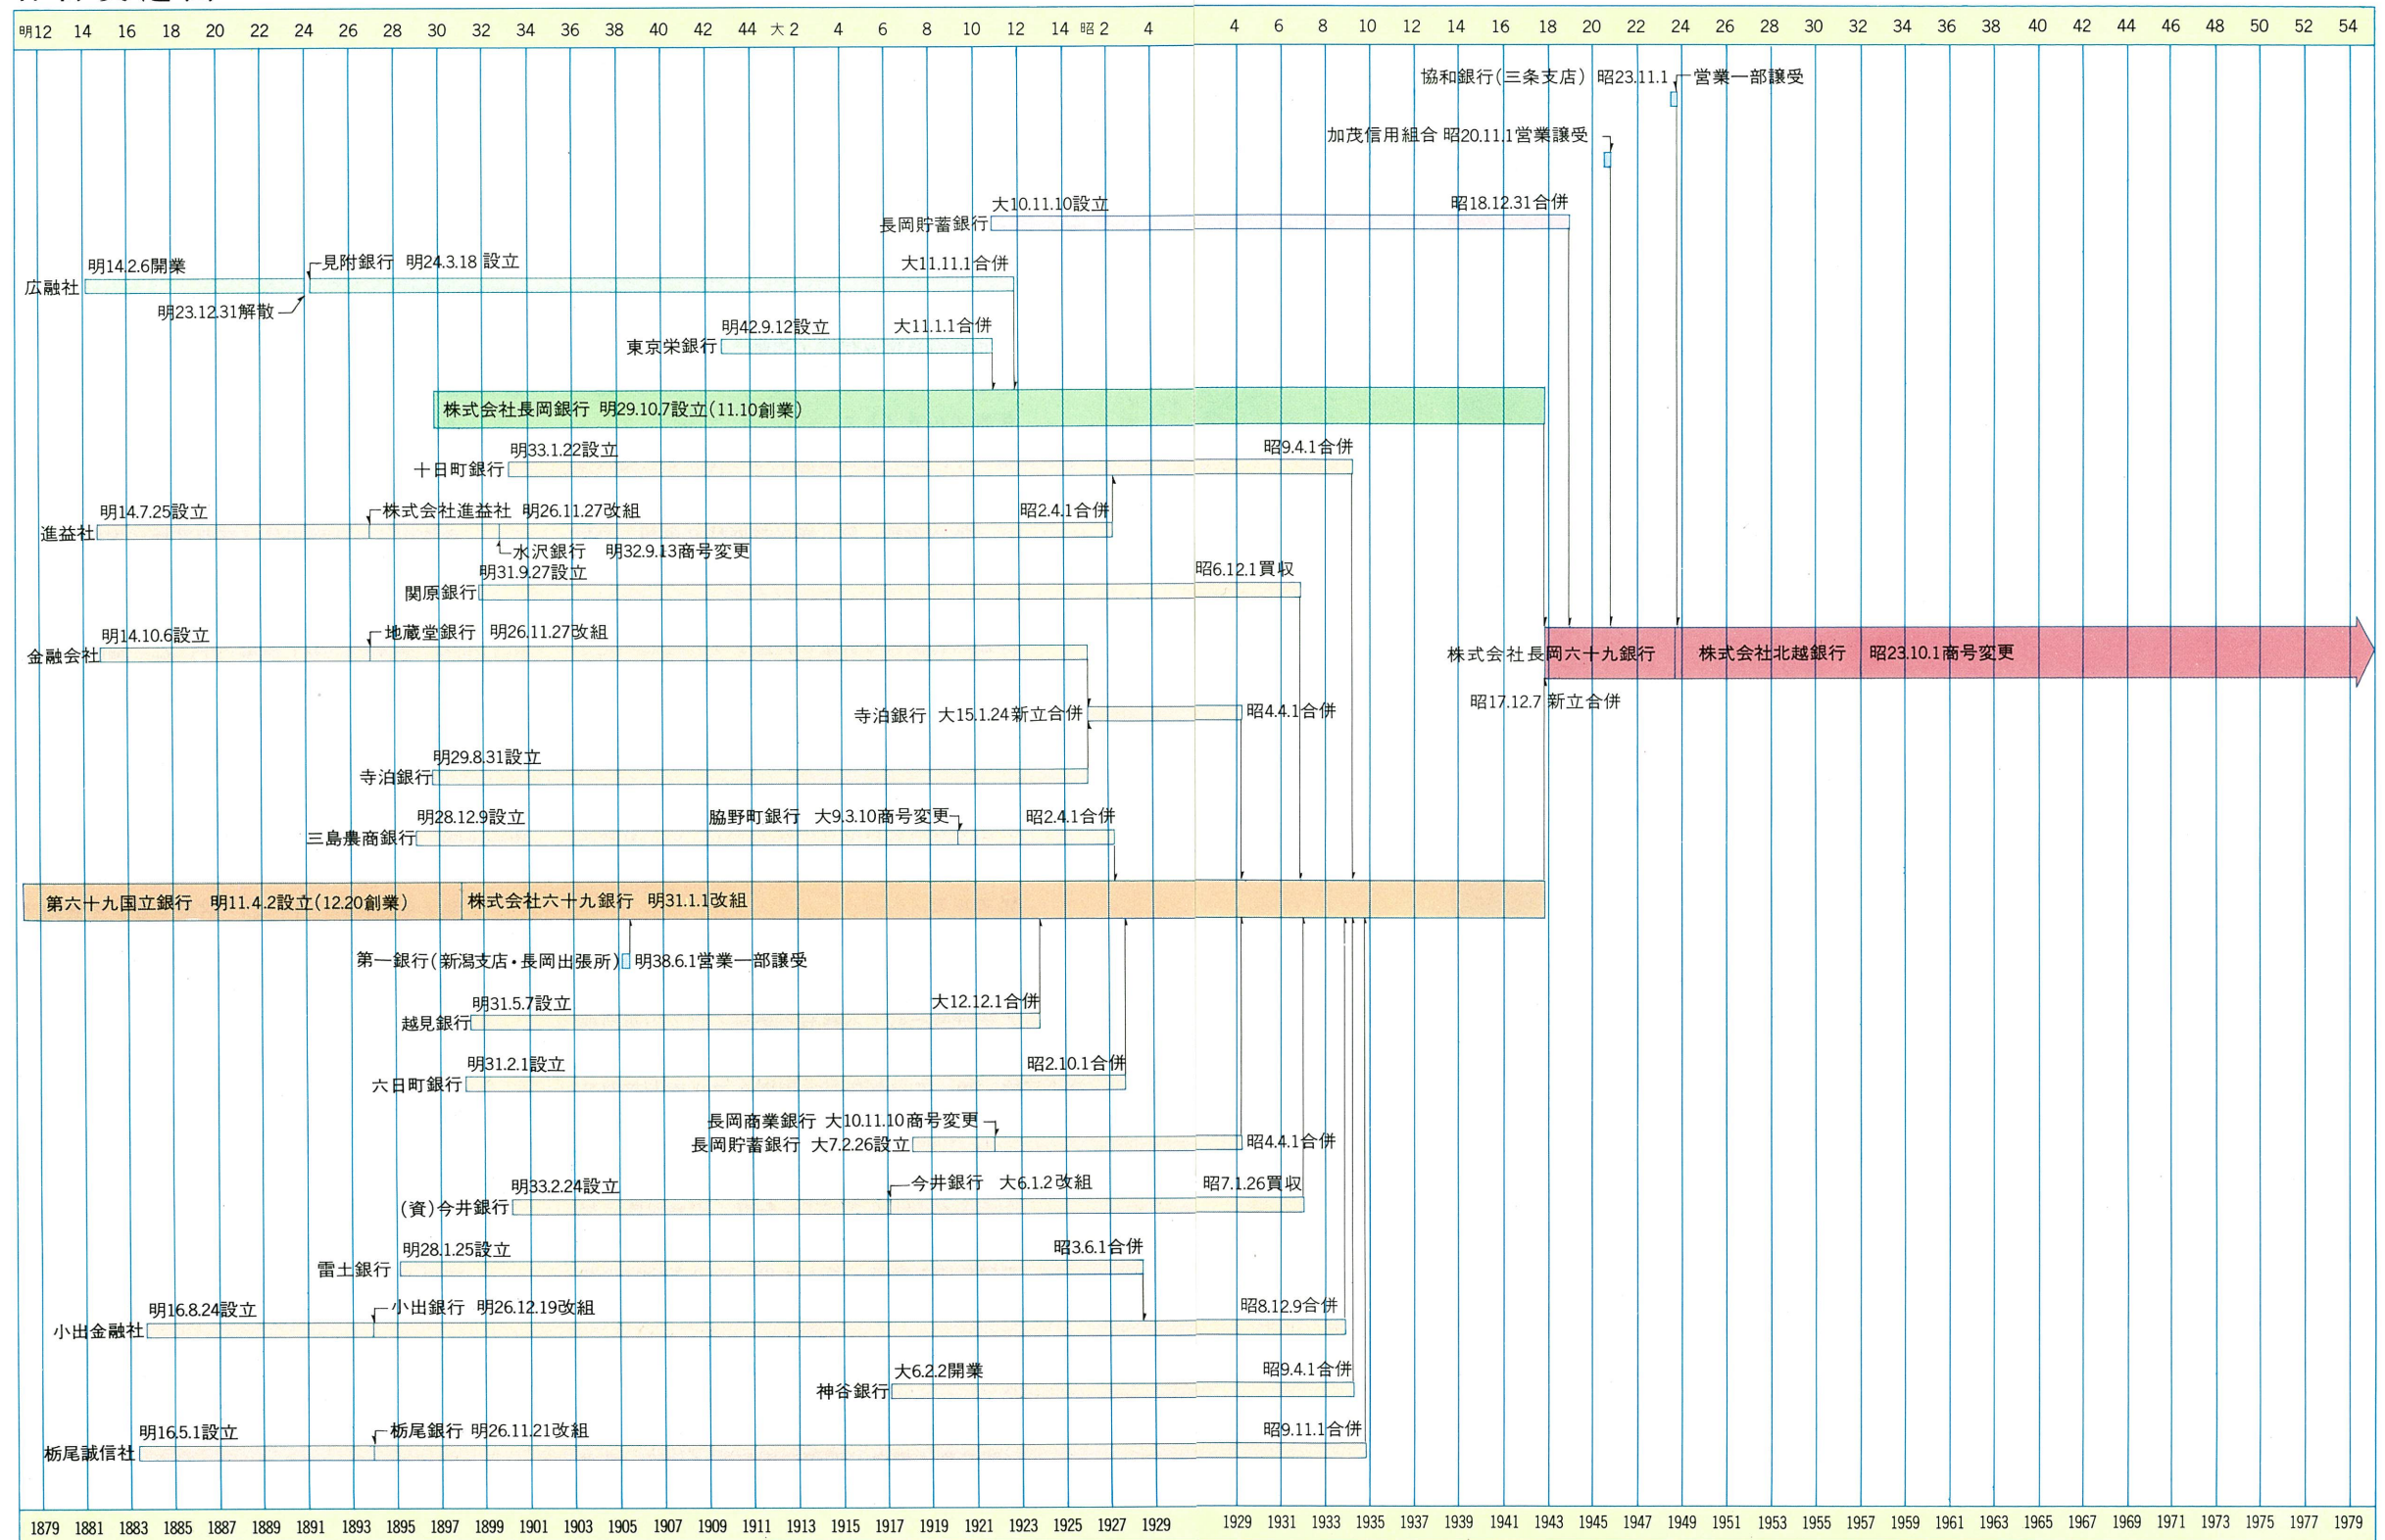 明12 14 16 18 20 22 24 26 28 30 32 34 36 38 40 42 44 大2 4 6 8 10 12 14 昭2 4 4 6 8 10 12 14 16 18 20 22 24 26 28 30 32 34 36 38 40 42 44 46 48 50 52 54
協和銀行(三条支店) 昭23.11.1 営業一部譲受
加茂信用組合 昭20.11.1営業譲受
大10.11.10設立 昭18.12.31合併
長岡貯蓄銀行
明14.2.6開業 見附銀行 明24.3.18 設立 大11.11.1合併
広融社
明23.12.31解散
明42.9.12設立 大11.1.1合併
東京栄銀行
株式会社長岡銀行 明29.10.7設立(11.10創業)
明33.1.22設立 昭9.4.1合併
十日町銀行
明14.7.25設立 株式会社進益社 明26.11.27改組 昭2.4.1合併
進益社
水沢銀行 明32.9.13商号変更
明31.9.27設立 昭6.12.1買収
関原銀行
明14.10.6設立 地蔵堂銀行 明26.11.27改組
金融会社
株式会社長岡六十九銀行 株式会社北越銀行 昭23.10.1商号変更
昭17.12.7 新立合併
寺泊銀行 大15.1.24新立合併 昭4.4.1合併
明29.8.31設立
寺泊銀行
明28.12.9設立 脇野町銀行 大9.3.10商号変更 昭2.4.1合併
三島農商銀行
第六十九国立銀行 明11.4.2設立(12.20創業) 株式会社六十九銀行 明31.1.1改組
第一銀行(新潟支店・長岡出張所) 明38.6.1営業一部譲受
明31.5.7設立 大12.12.1合併
越見銀行
明31.2.1設立 昭2.10.1合併
六日町銀行
長岡商業銀行 大10.11.10商号変更
長岡貯蓄銀行 大7.2.26設立 昭4.4.1合併
明33.2.24設立 今井銀行 大6.1.2改組 昭7.1.26買収
(資)今井銀行
明28.1.25設立 昭3.6.1合併
雷土銀行
明16.8.24設立 小出銀行 明26.12.19改組 昭8.12.9合併
小出金融社
大6.2.2開業 昭9.4.1合併
神谷銀行
明16.5.1設立 栃尾銀行 明26.11.21改組 昭9.11.1合併
栃尾誠信社
1879 1881 1883 1885 1887 1889 1891 1893 1895 1897 1899 1901 1903 1905 1907 1909 1911 1913 1915 1917 1919 1921 1923 1925 1927 1929 1929 1931 1933 1935 1937 1939 1941 1943 1945 1947 1949 1951 1953 1955 1957 1959 1961 1963 1965 1967 1969 1971 1973 1975 1977 1979